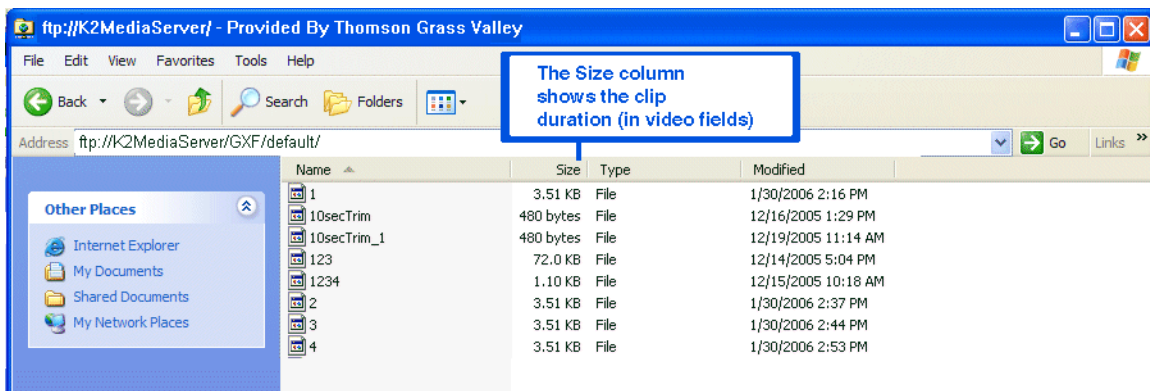 ftp://K2MediaServer/ - Provided By Thomson Grass Valley
File Edit View Favorites Tools Help
The Size column
shows the clip
duration (in video fields)
Back Search Folders
Address ftp://K2MediaServer/GXF/default/ Go Links »
Name Size Type Modified
Other Places
Internet Explorer
My Documents
Shared Documents
My Network Places
1 3.51 KB File 1/30/2006 2:16 PM
10secTrim 480 bytes File 12/16/2005 1:29 PM
10secTrim_1 480 bytes File 12/19/2005 11:14 AM
123 72.0 KB File 12/14/2005 5:04 PM
1234 1.10 KB File 12/15/2005 10:18 AM
2 3.51 KB File 1/30/2006 2:37 PM
3 3.51 KB File 1/30/2006 2:44 PM
4 3.51 KB File 1/30/2006 2:53 PM